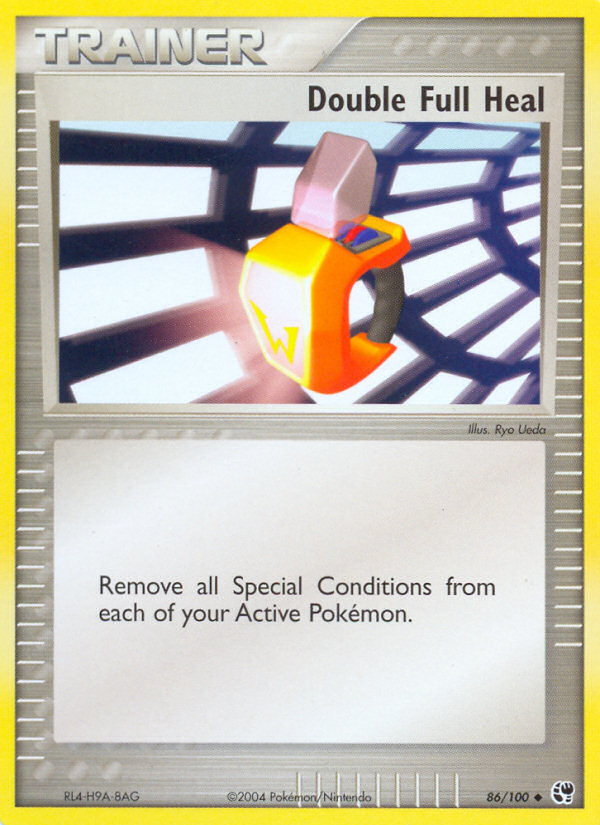 TRAINER
Double Full Heal
W
Illus. Ryo Ueda
Remove all Special Conditions from
each of your Active Pokémon.
RL4-H9A-8AG
©2004 Pokémon/Nintendo
86/100 ◆